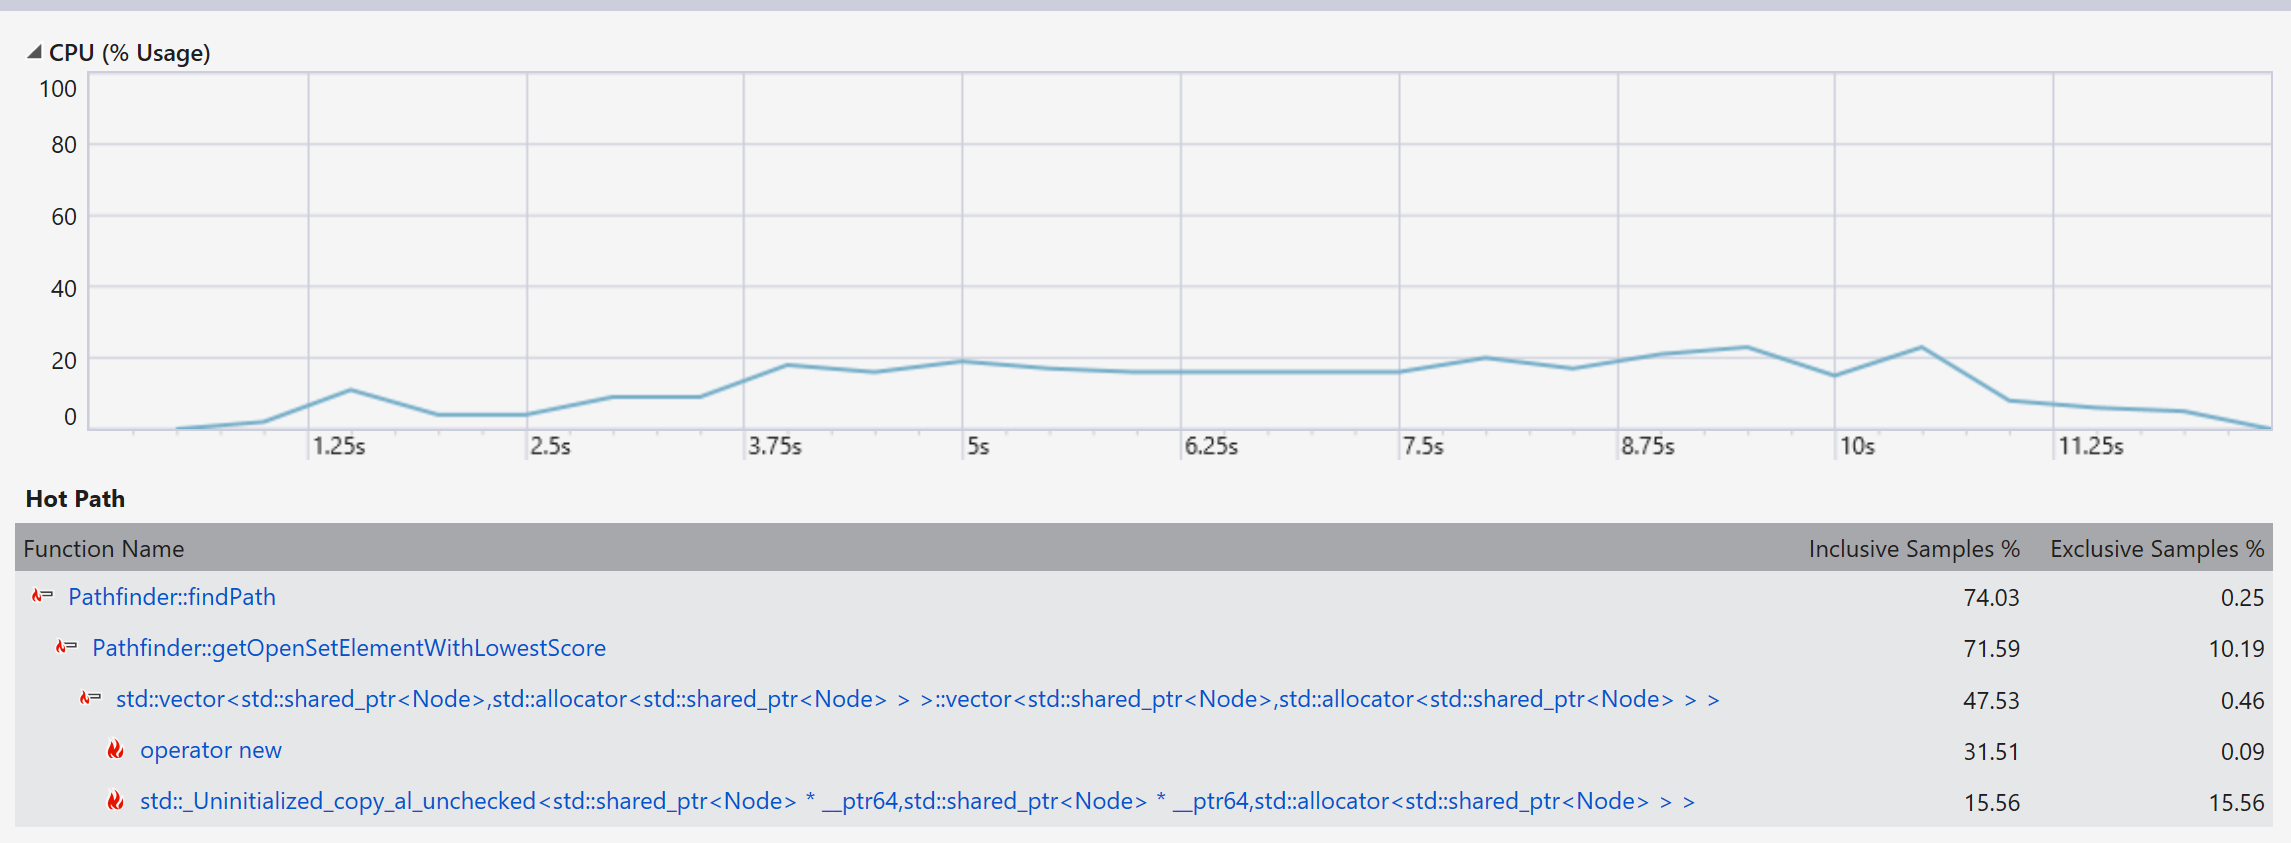 CPU (% Usage)
100
80
60
40
20
0
1.25s 2.5s 3.75s 5s 6.25s 7.5s 8.75s 10s 11.25s
Hot Path
Function Name Inclusive Samples % Exclusive Samples %
Pathfinder::findPath 74.03 0.25
Pathfinder::getOpenSetElementWithLowestScore 71.59 10.19
std::vector<std::shared_ptr<Node>,std::allocator<std::shared_ptr<Node> > >::vector<std::shared_ptr<Node>,std::allocator<std::shared_ptr<Node> > > 47.53 0.46
operator new 31.51 0.09
std::_Uninitialized_copy_al_unchecked<std::shared_ptr<Node> * __ptr64,std::shared_ptr<Node> * __ptr64,std::allocator<std::shared_ptr<Node> > > 15.56 15.56